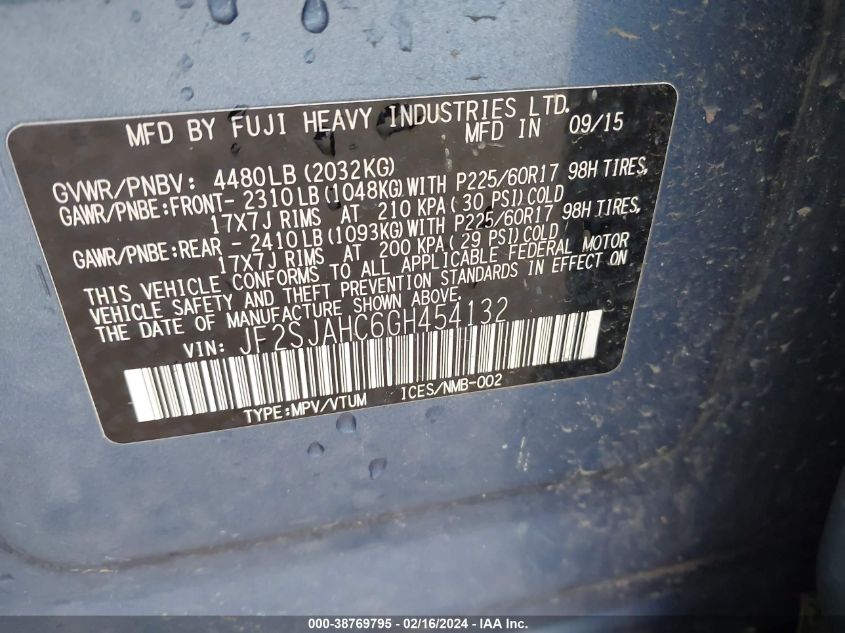 MFD BY FUJI HEAVY INDUSTRIES LTD.
MFD IN 09/15
GVWR/PNBV: 4480LB (2032KG)
GAWR/PNBE:FRONT- 2310LB(1048KG)WITH P225/60R17 98H TIRES,
17X7J RIMS AT 210 KPA(30 PSI)COLD
GAWR/PNBE:REAR - 2410LB(1093KG)WITH P225/60R17 98H TIRES,
17X7J RIMS AT 200 KPA(29 PSI)COLD
THIS VEHICLE CONFORMS TO ALL APPLICABLE FEDERAL MOTOR
VEHICLE SAFETY AND THEFT PREVENTION STANDARDS IN EFFECT ON
THE DATE OF MANUFACTURE SHOWN ABOVE.
VIN: JF2SJAHC6GH454132
TYPE:MPV/VTUM ICES/NMB-002
000-38769795 - 02/16/2024 - IAA Inc.